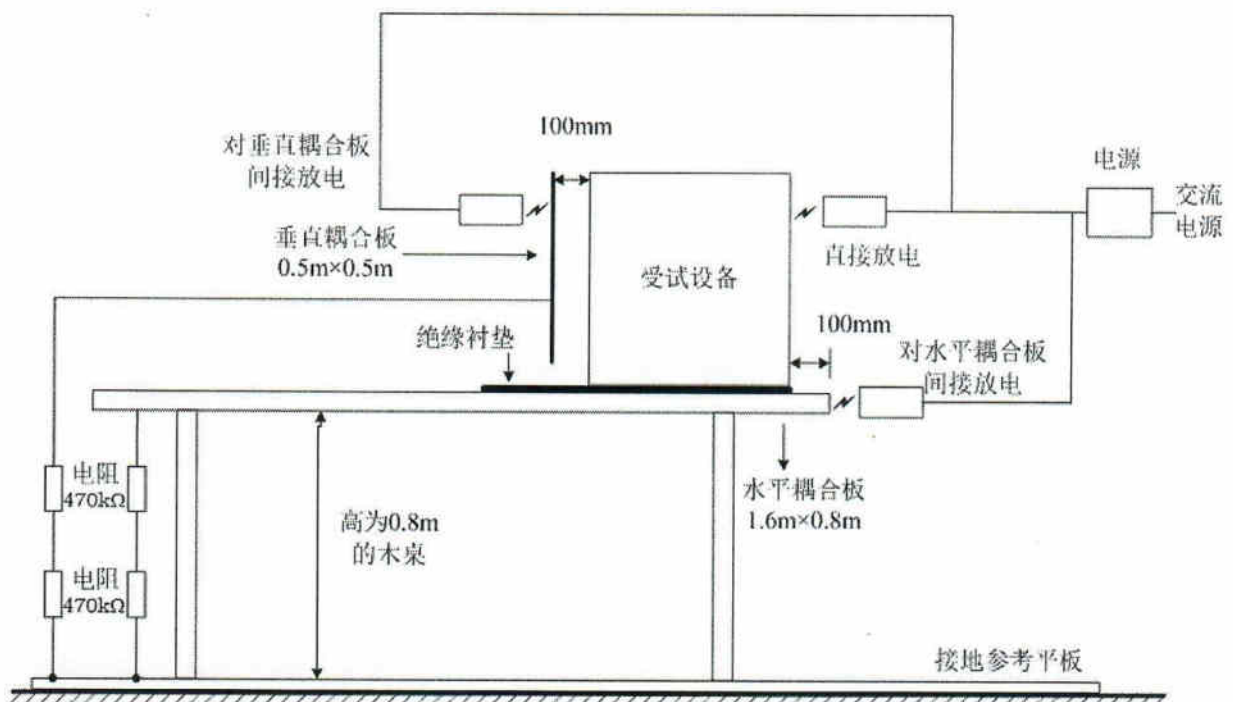 100mm
对垂直耦合板
间接放电
电源
交流
电源
垂直耦合板
0.5m×0.5m
直接放电
受试设备
100mm
绝缘衬垫
对水平耦合板
间接放电
电阻
470kΩ
水平耦合板
1.6m×0.8m
高为0.8m
的木桌
电阻
470kΩ
接地参考平板